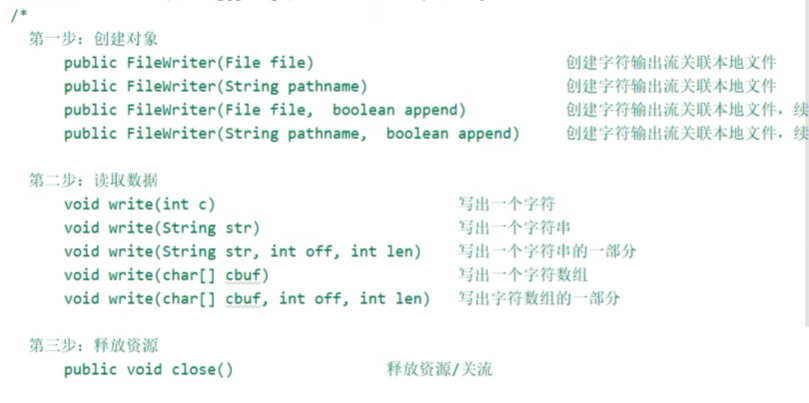 /*
第一步：创建对象
public FileWriter(File file) 创建字符输出流关联本地文件
public FileWriter(String pathname) 创建字符输出流关联本地文件
public FileWriter(File file, boolean append) 创建字符输出流关联本地文件，续
public FileWriter(String pathname, boolean append) 创建字符输出流关联本地文件，续
第二步：读取数据
void write(int c) 写出一个字符
void write(String str) 写出一个字符串
void write(String str, int off, int len) 写出一个字符串的一部分
void write(char[] cbuf) 写出一个字符数组
void write(char[] cbuf, int off, int len) 写出字符数组的一部分
第三步：释放资源
public void close() 释放资源/关流